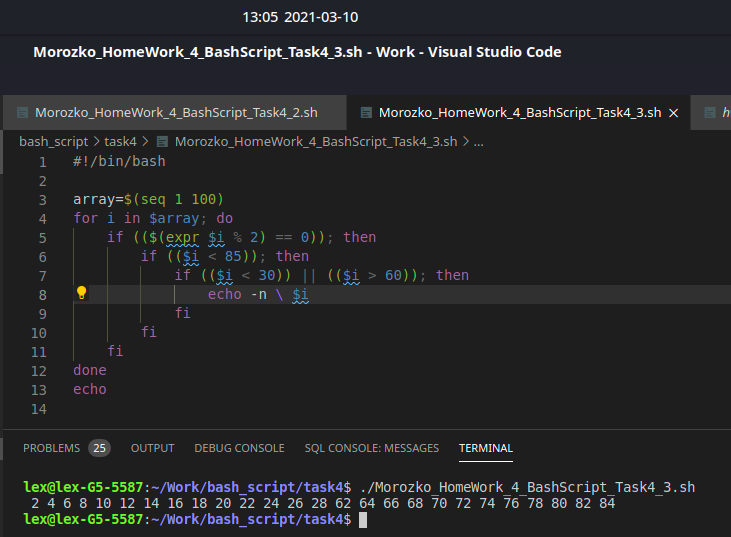 13:05 2021-03-10
Morozko_HomeWork_4_BashScript_Task4_3.sh - Work - Visual Studio Code
Morozko_HomeWork_4_BashScript_Task4_2.sh Morozko_HomeWork_4_BashScript_Task4_3.sh ×
bash_script > task4 > Morozko_HomeWork_4_BashScript_Task4_3.sh > ...
1 #!/bin/bash
2
3 array=$(seq 1 100)
4 for i in $array; do
5 if (($(expr $i % 2) == 0)); then
6 if (($i < 85)); then
7 if (($i < 30)) || (($i > 60)); then
8 echo -n \ $i
9 fi
10 fi
11 fi
12 done
13 echo
14
PROBLEMS 25 OUTPUT DEBUG CONSOLE SQL CONSOLE: MESSAGES TERMINAL
lex@lex-G5-5587:~/Work/bash_script/task4$ ./Morozko_HomeWork_4_BashScript_Task4_3.sh
2 4 6 8 10 12 14 16 18 20 22 24 26 28 62 64 66 68 70 72 74 76 78 80 82 84
lex@lex-G5-5587:~/Work/bash_script/task4$